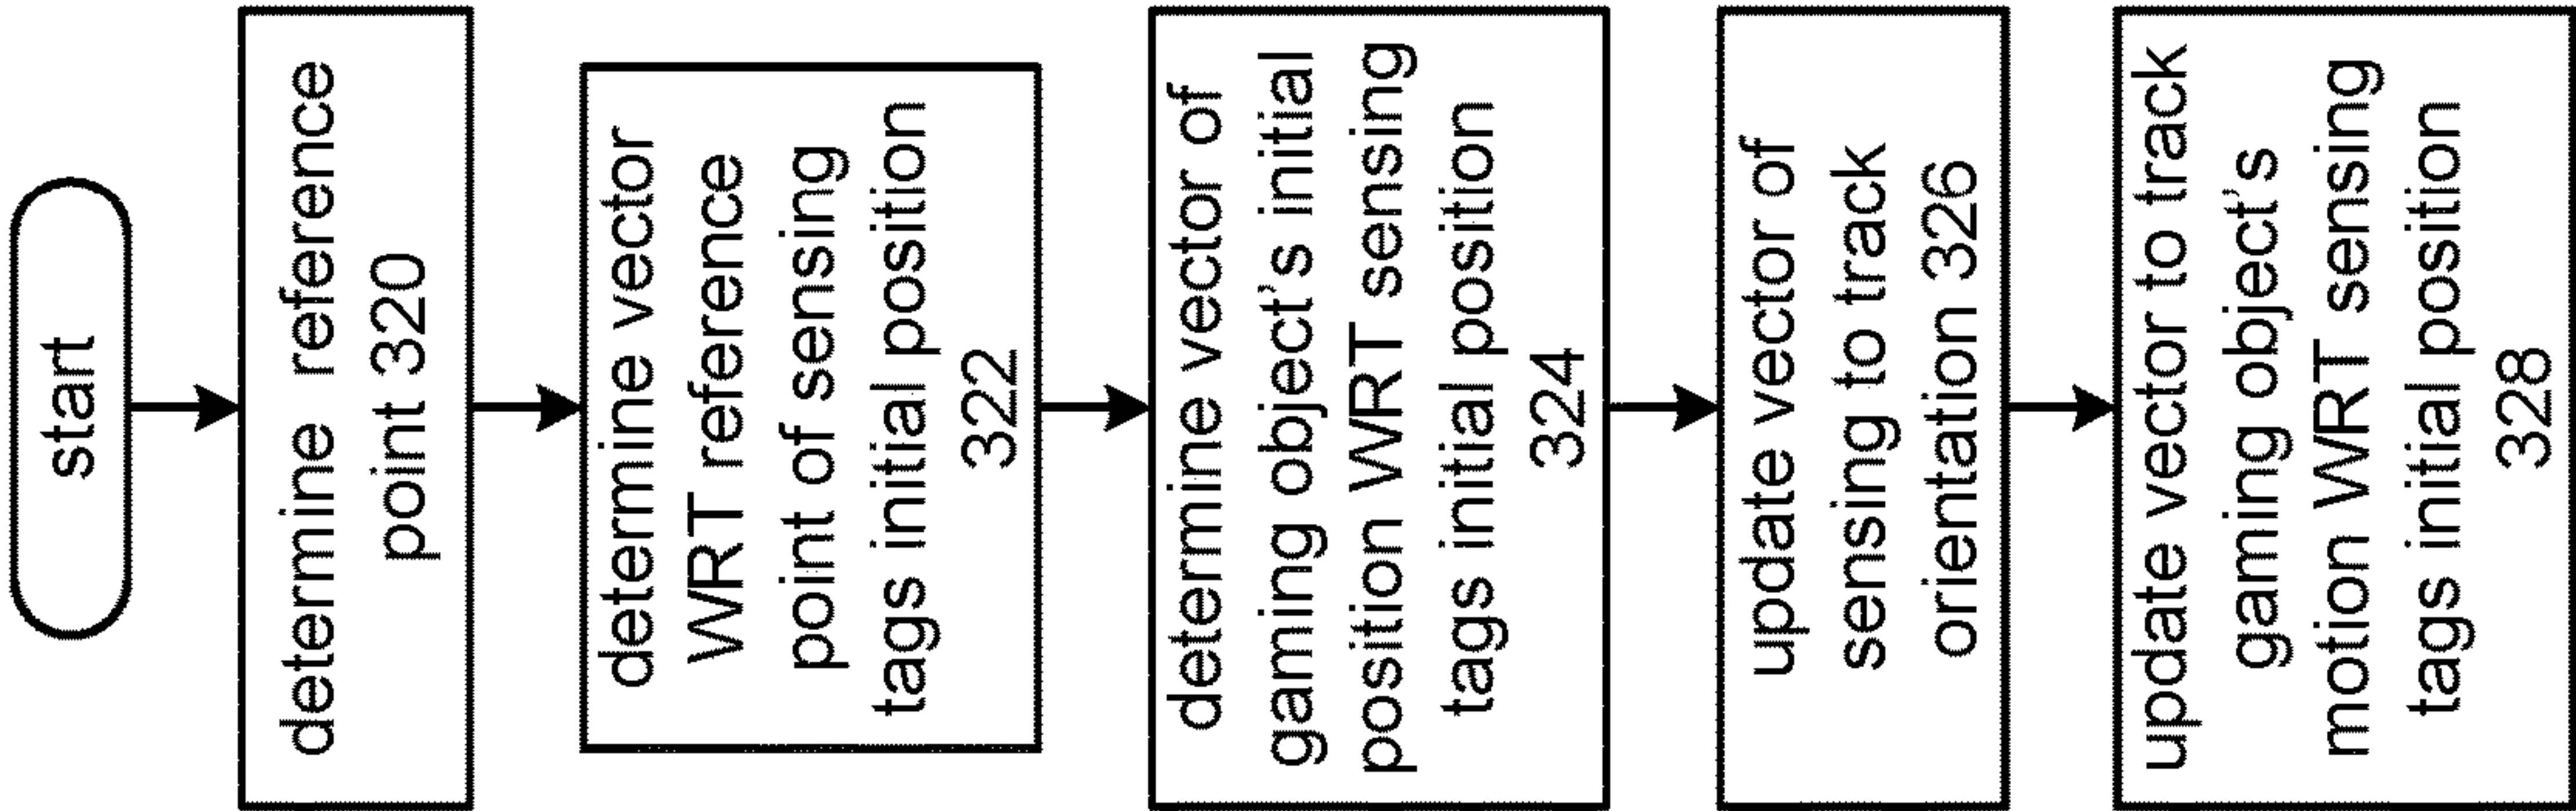 start
determine reference
point 320
determine vector
WRT reference
point of sensing
tags initial position
322
determine vector of
gaming object's initial
position WRT sensing
tags initial position
324
update vector of
sensing to track
orientation 326
update vector to track
gaming object's
motion WRT sensing
tags initial position
328